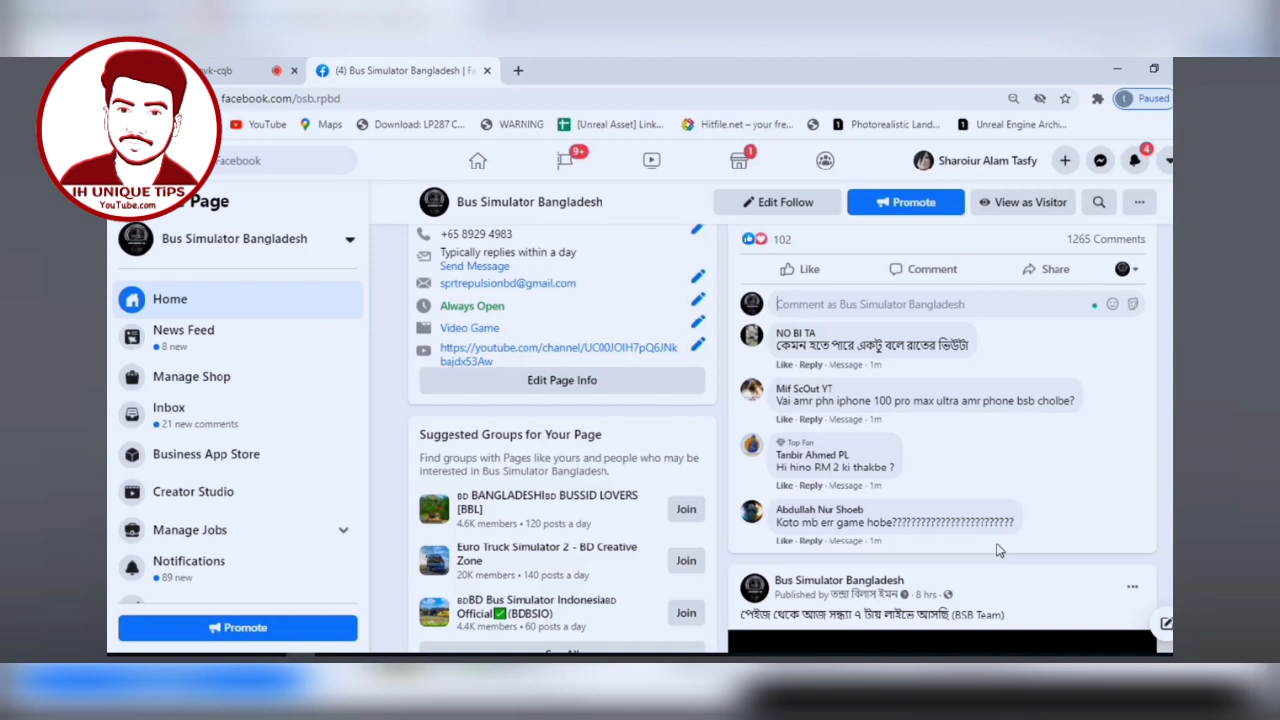 vk-cqb
(4) Bus Simulator Bangladesh | Fa
facebook.com/bsb.rpbd
Paused
YouTube
Maps
Download: LP287 C...
WARNING
[Unreal Asset] Link...
Hitfile.net – your fre...
Photorealistic Land...
Unreal Engine Archi...
IH UNIQUE TiPS
YouTube.com
Facebook
9+
1
Sharoiur Alam Tasfy
4
Page
Bus Simulator Bangladesh
Edit Follow
Promote
View as Visitor
Bus Simulator Bangladesh
Home
News Feed
8 new
Manage Shop
Inbox
21 new comments
Business App Store
Creator Studio
Manage Jobs
Notifications
89 new
Promote
+65 8929 4983
Typically replies within a day
Send Message
sprtrepulsionbd@gmail.com
Always Open
Video Game
https://youtube.com/channel/UC00JOIH7pQ6JNk
bajdx53Aw
Edit Page Info
Suggested Groups for Your Page
Find groups with Pages like yours and people who may be
interested in Bus Simulator Bangladesh.
BD BANGLADESHIBD BUSSID LOVERS
[BBL]
4.6K members • 120 posts a day
Join
Euro Truck Simulator 2 - BD Creative
Zone
20K members • 140 posts a day
Join
BDBD Bus Simulator IndonesiaBD
Official✅(BDBSIO)
4.4K members • 60 posts a day
Join
See All
102
1265 Comments
Like
Comment
Share
Comment as Bus Simulator Bangladesh
NO BI TA
কেমন হতে পারে একটু বলে রাতের ভিউটা
Like · Reply · Message · 1m
Mif ScOut YT
Vai amr phn iphone 100 pro max ultra amr phone bsb cholbe?
Like · Reply · Message · 1m
Top Fan
Tanbir Ahmed PL
Hi hino RM 2 ki thakbe ?
Like · Reply · Message · 1m
Abdullah Nur Shoeb
Koto mb err game hobe?????????????????????????
Like · Reply · Message · 1m
Bus Simulator Bangladesh
Published by তন্দ্রা বিলাস ইমন · 8 hrs ·
পেইজ থেকে আজ সন্ধ্যা ৭ টায় লাইভে আসছি (BSB Team)